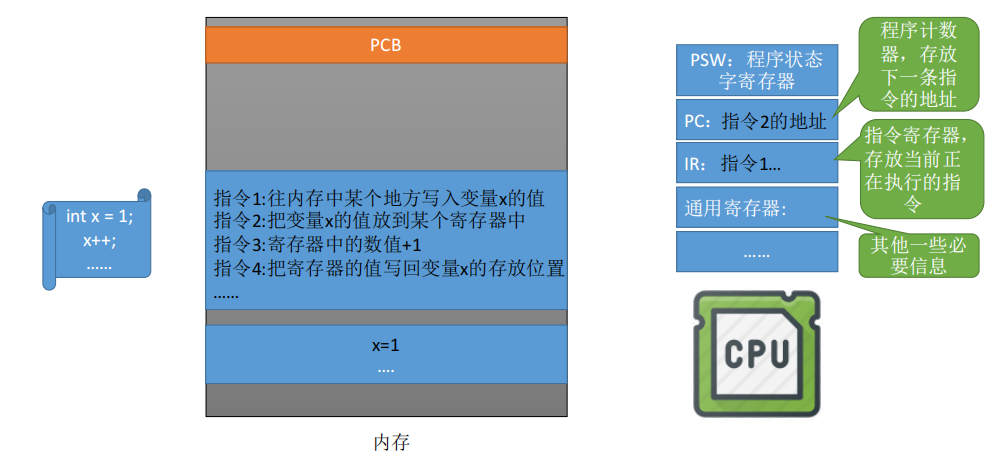 int x = 1;
x++;
……
PCB
指令1:往内存中某个地方写入变量x的值
指令2:把变量x的值放到某个寄存器中
指令3:寄存器中的数值+1
指令4:把寄存器的值写回变量x的存放位置
……
x=1
....
内存
PSW：程序状态
字寄存器
PC：指令2的地址
IR：指令1...
通用寄存器:
……
程序计数
器，存放
下一条指
令的地址
指令寄存器，
存放当前正
在执行的指
令
其他一些必
要信息
CPU